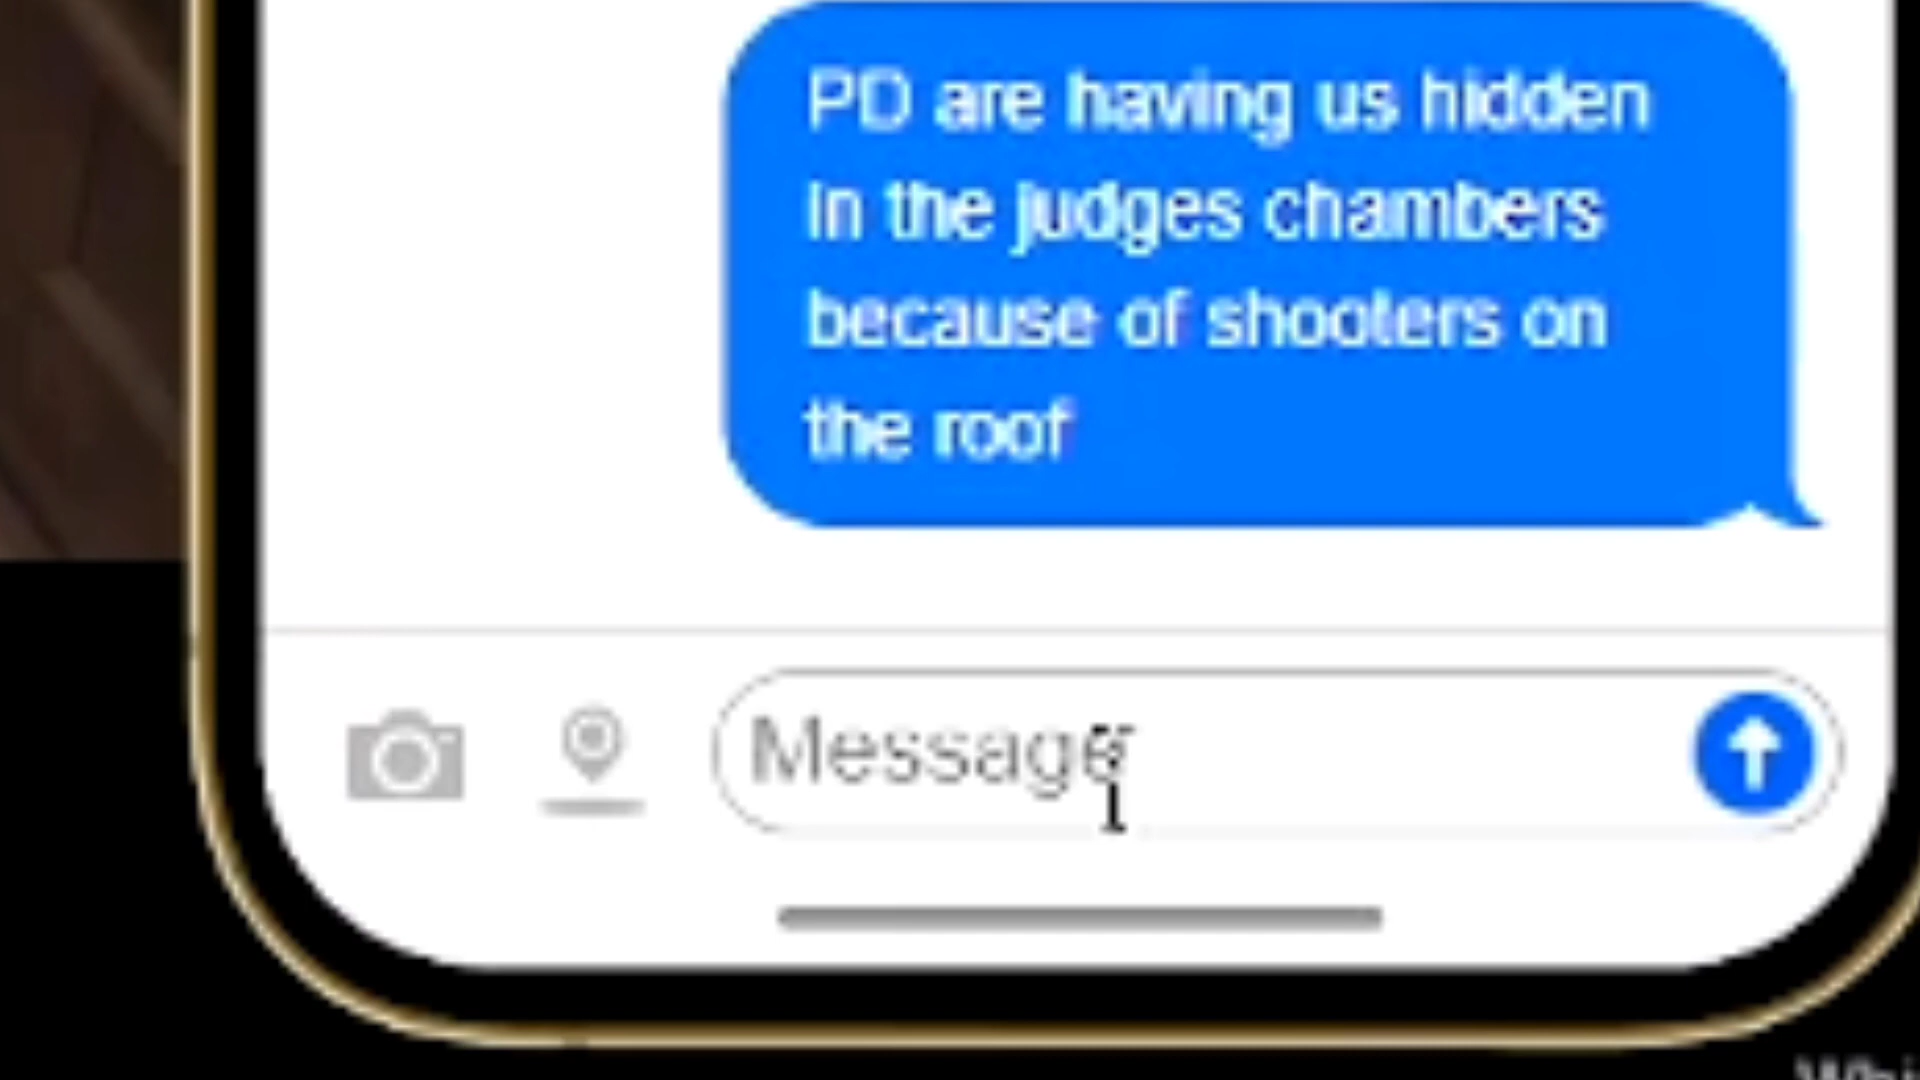 PD are having us hidden
in the judges chambers
because of shooters on
the roof
Message